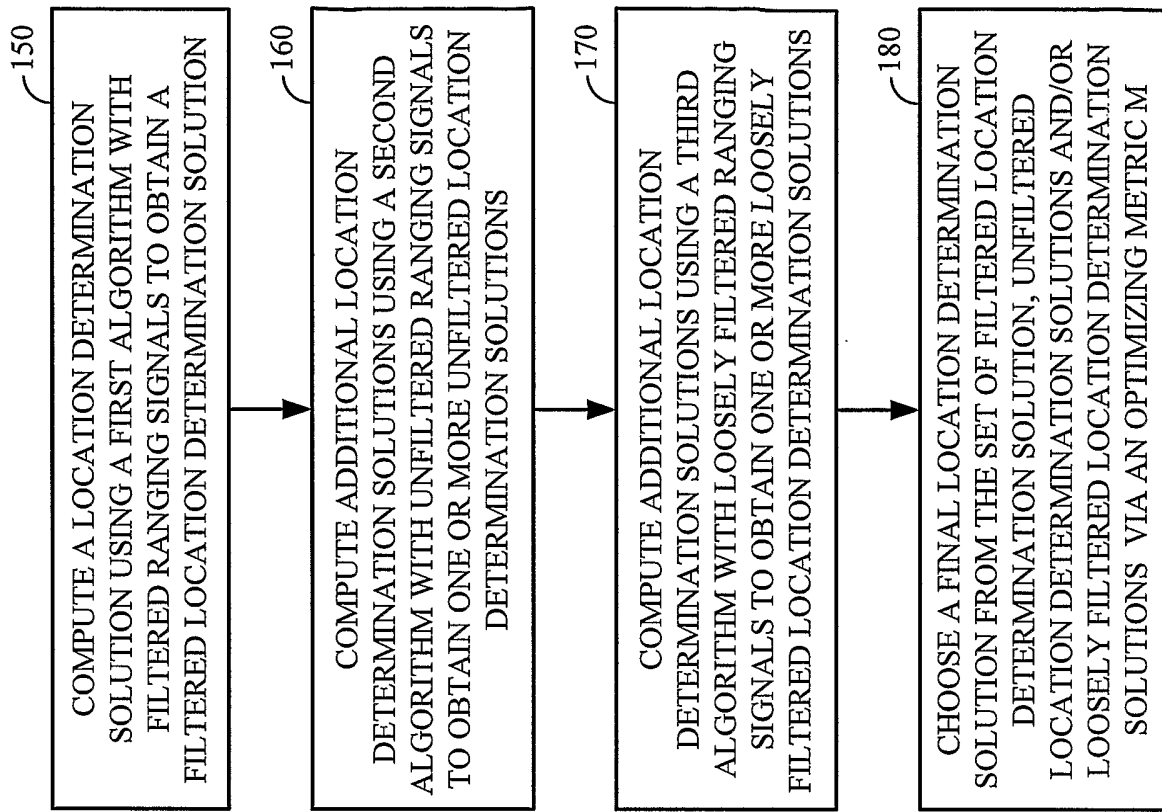 150
COMPUTE A LOCATION DETERMINATION
SOLUTION USING A FIRST ALGORITHM WITH
FILTERED RANGING SIGNALS TO OBTAIN A
FILTERED LOCATION DETERMINATION SOLUTION
160
COMPUTE ADDITIONAL LOCATION
DETERMINATION SOLUTIONS USING A SECOND
ALGORITHM WITH UNFILTERED RANGING SIGNALS
TO OBTAIN ONE OR MORE UNFILTERED LOCATION
DETERMINATION SOLUTIONS
170
COMPUTE ADDITIONAL LOCATION
DETERMINATION SOLUTIONS USING A THIRD
ALGORITHM WITH LOOSELY FILTERED RANGING
SIGNALS TO OBTAIN ONE OR MORE LOOSELY
FILTERED LOCATION DETERMINATION SOLUTIONS
180
CHOOSE A FINAL LOCATION DETERMINATION
SOLUTION FROM THE SET OF FILTERED LOCATION
DETERMINATION SOLUTION, UNFILTERED
LOCATION DETERMINATION SOLUTIONS AND/OR
LOOSELY FILTERED LOCATION DETERMINATION
SOLUTIONS VIA AN OPTIMIZING METRIC M